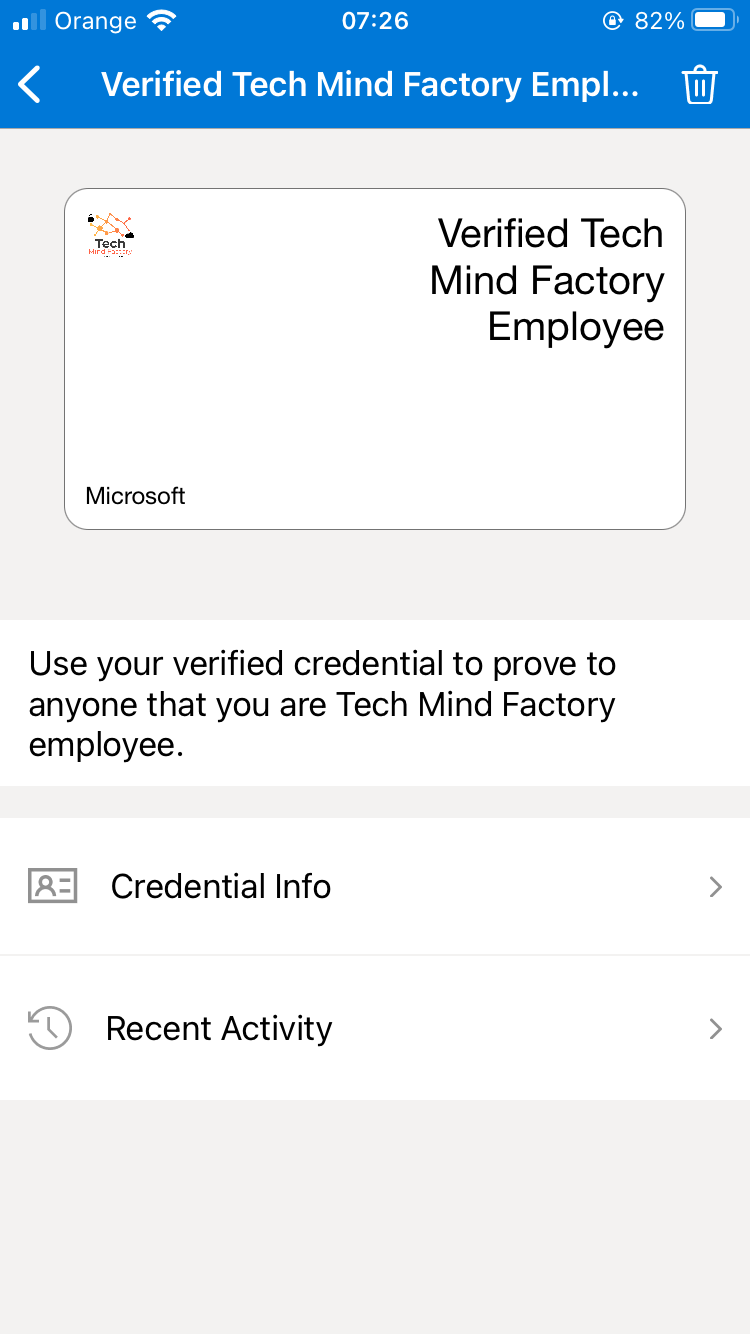 Orange 07:26 82%
Verified Tech Mind Factory Empl...
Tech
Mind Factory
Verified Tech
Mind Factory
Employee
Microsoft
Use your verified credential to prove to
anyone that you are Tech Mind Factory
employee.
Credential Info
Recent Activity